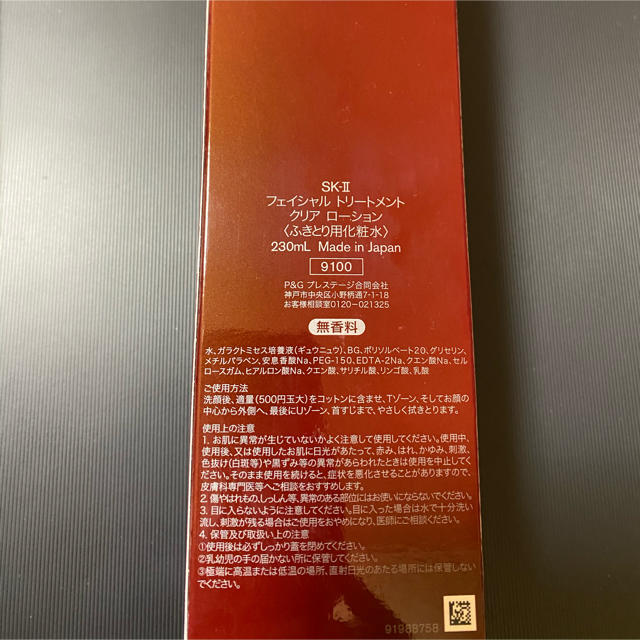 SK-II
フェイシャル トリートメント
クリア ローション
〈ふきとり用化粧水〉
230mL Made in Japan
9100
P&G プレステージ合同会社
神戸市中央区小野柄通7-1-18
お客様相談室0120-021325
無香料
水、ガラクトミセス培養液(ギュウニュウ)、BG、ポリソルベート20、グリセリン、
メチルパラベン、安息香酸Na、PEG-150、EDTA-2Na、クエン酸Na、セル
ロースガム、ヒアルロン酸Na、クエン酸、サリチル酸、リンゴ酸、乳酸
ご使用方法
洗顔後、適量(500円玉大)をコットンに含ませ、Tゾーン、そしてお顔の
中心から外側へ、最後にUゾーン、首すじまで、やさしく拭きとります。
使用上の注意
1. お肌に異常が生じていないかよく注意して使用してください。使用中、
使用後、又は使用したお肌に日光があたって、赤み、はれ、かゆみ、刺激、
色抜け(白斑等)や黒ずみ等の異常があらわれたときは使用を中止してく
ださい。そのまま使用を続けると、症状を悪化させることがありますので、
皮膚科専門医等へご相談をおすすめします。
2. 傷やはれもの、しっしん等、異常のある部位にはお使いにならないでください。
3. 目に入らないように注意してください。目に入った場合は水で十分洗い
流し、刺激が残る場合はご使用をおやめになり、医師にご相談ください。
4. 保管及び取扱い上の注意
①使用後は必ずしっかり蓋を閉めてください。
②乳幼児の手の届かない所に保管してください。
③極端に高温または低温の場所、直射日光のあたる場所には保管しない
でください。
91988758